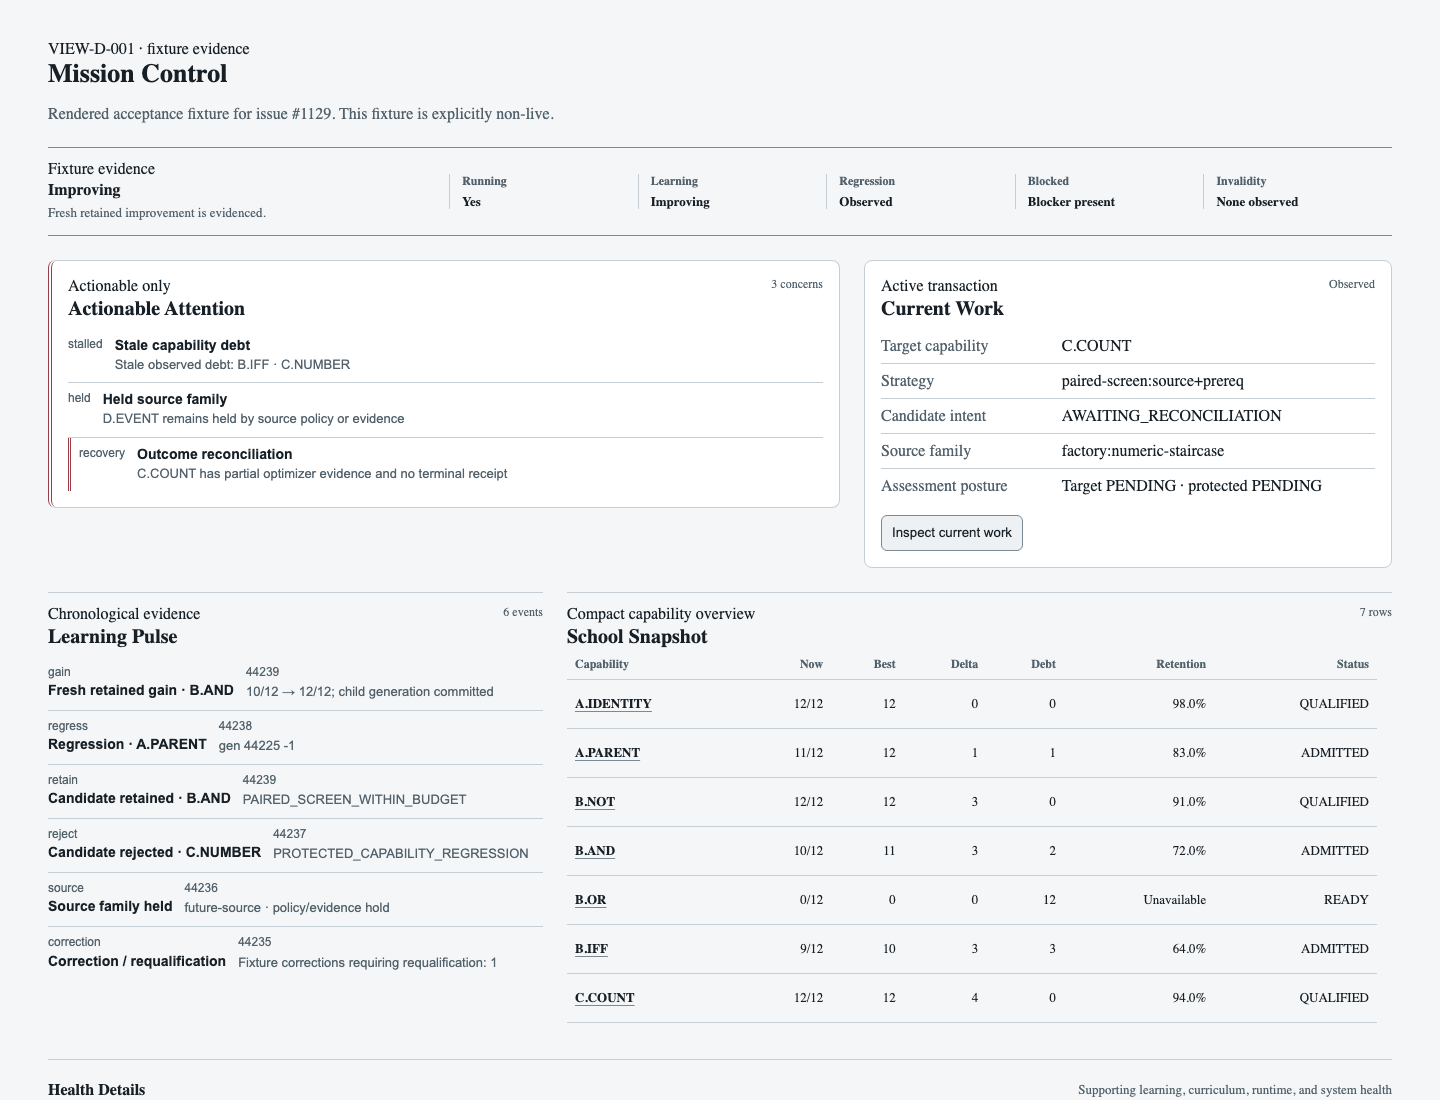 VIEW-D-001 · fixture evidence
Mission Control
Rendered acceptance fixture for issue #1129. This fixture is explicitly non-live.
Fixture evidence
Improving
Fresh retained improvement is evidenced.
Running
Yes
Learning
Improving
Regression
Observed
Blocked
Blocker present
Invalidity
None observed
Actionable only
3 concerns
Actionable Attention
stalled Stale capability debt
Stale observed debt: B.IFF · C.NUMBER
held Held source family
D.EVENT remains held by source policy or evidence
recovery Outcome reconciliation
C.COUNT has partial optimizer evidence and no terminal receipt
Active transaction
Observed
Current Work
Target capability C.COUNT
Strategy paired-screen:source+prereq
Candidate intent AWAITING_RECONCILIATION
Source family factory:numeric-staircase
Assessment posture Target PENDING · protected PENDING
Inspect current work
Chronological evidence
6 events
Learning Pulse
gain 44239
Fresh retained gain · B.AND 10/12 → 12/12; child generation committed
regress 44238
Regression · A.PARENT gen 44225 -1
retain 44239
Candidate retained · B.AND PAIRED_SCREEN_WITHIN_BUDGET
reject 44237
Candidate rejected · C.NUMBER PROTECTED_CAPABILITY_REGRESSION
source 44236
Source family held future-source · policy/evidence hold
correction 44235
Correction / requalification Fixture corrections requiring requalification: 1
Compact capability overview
7 rows
School Snapshot
Capability Now Best Delta Debt Retention Status
A.IDENTITY 12/12 12 0 0 98.0% QUALIFIED
A.PARENT 11/12 12 1 1 83.0% ADMITTED
B.NOT 12/12 12 3 0 91.0% QUALIFIED
B.AND 10/12 11 3 2 72.0% ADMITTED
B.OR 0/12 0 0 12 Unavailable READY
B.IFF 9/12 10 3 3 64.0% ADMITTED
C.COUNT 12/12 12 4 0 94.0% QUALIFIED
Health Details
Supporting learning, curriculum, runtime, and system health